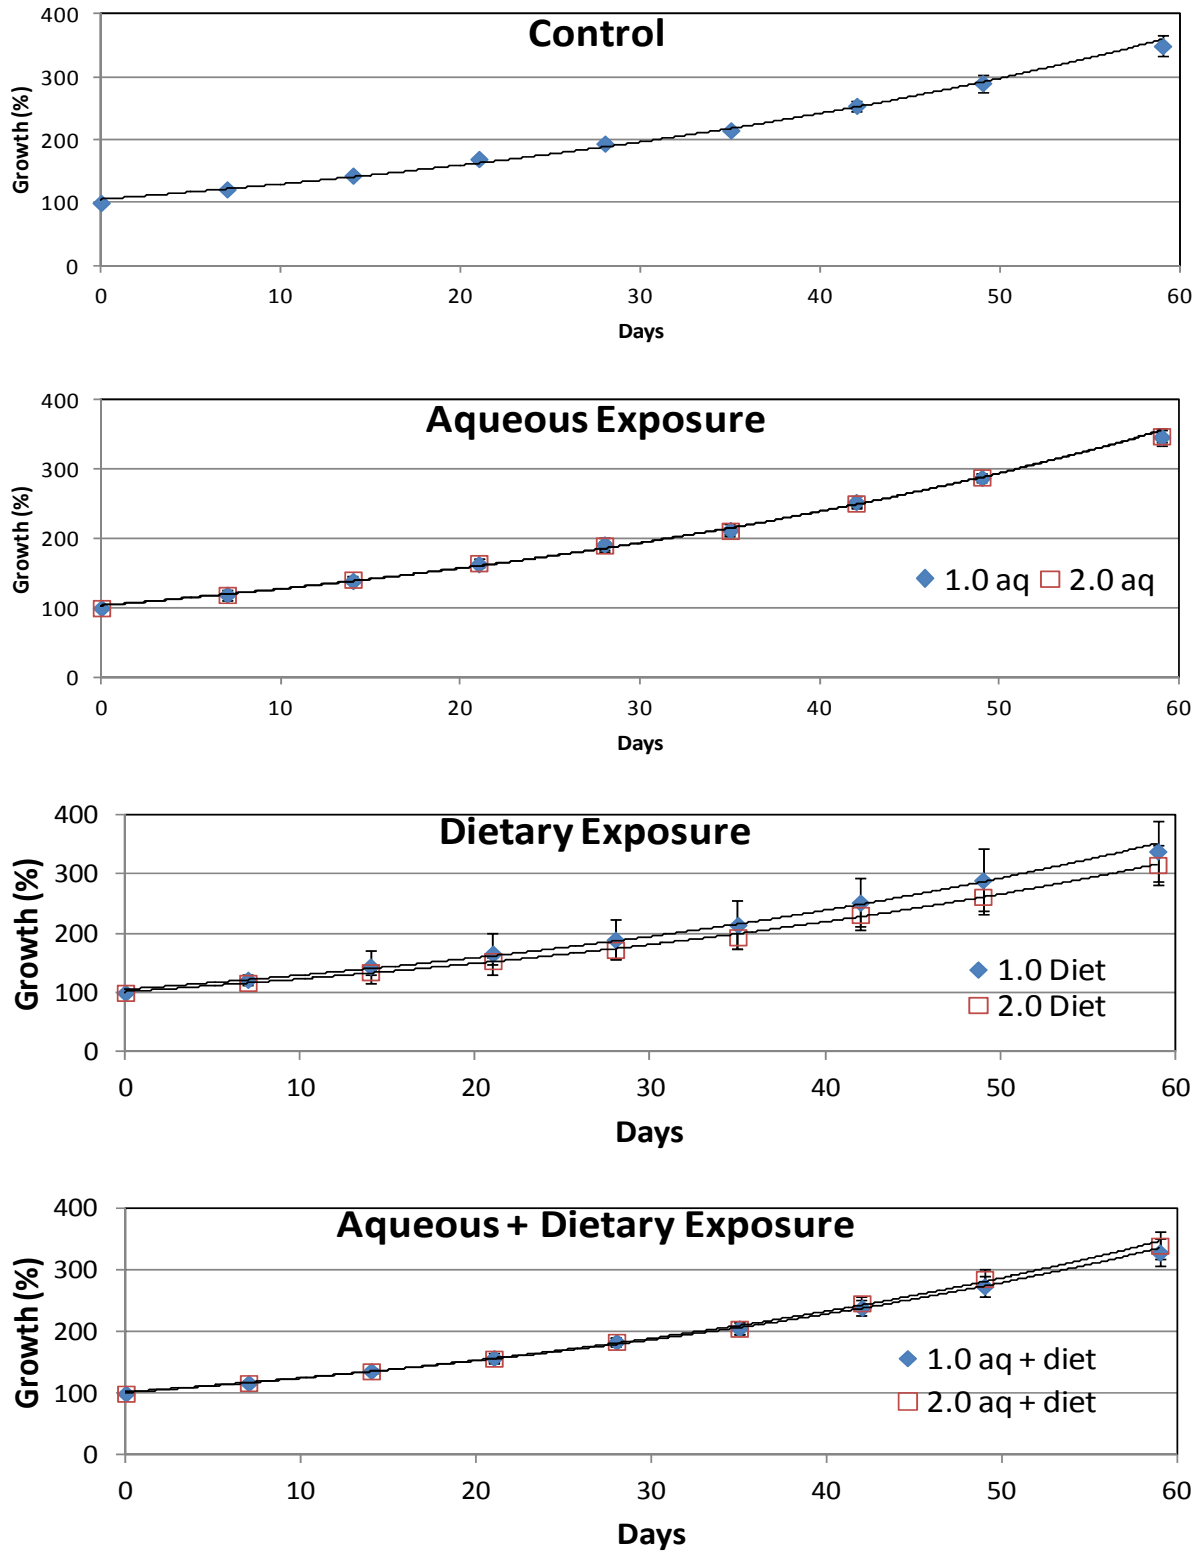 Control
400
300
200
100
0
Growth (%)
0 10 20 30 40 50 60
Days
Aqueous Exposure
400
300
200
100
0
Growth (%)
1.0 aq 2.0 aq
0 10 20 30 40 50 60
Days
Dietary Exposure
400
300
200
100
0
Growth (%)
1.0 Diet
2.0 Diet
0 10 20 30 40 50 60
Days
Aqueous + Dietary Exposure
400
300
200
100
0
Growth (%)
1.0 aq + diet
2.0 aq + diet
0 10 20 30 40 50 60
Days